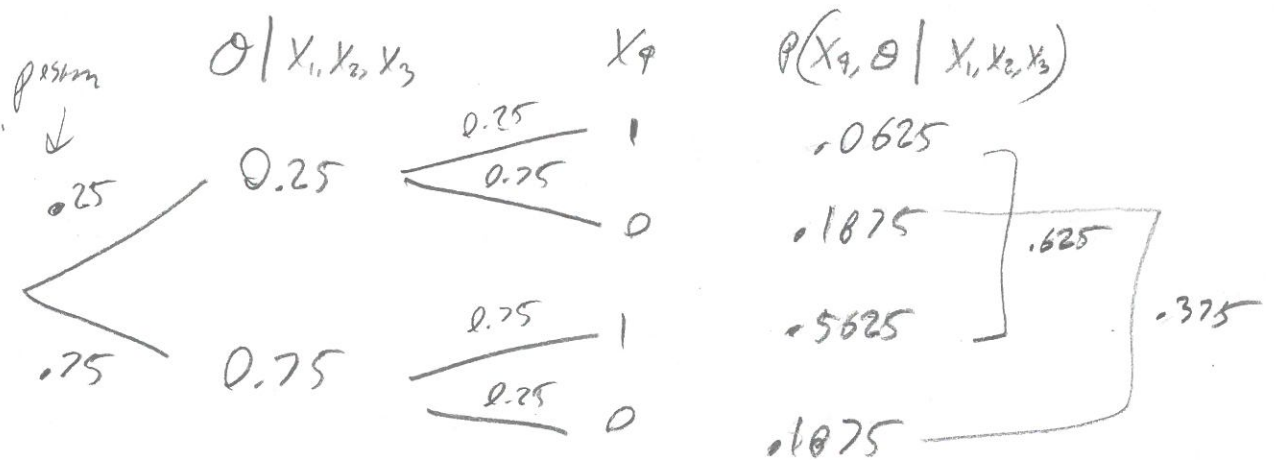 θ | X₁, X₂, X₃ X₄ P(X₄, θ | X₁, X₂, X₃)
0.25 1 .0625
.25 0.25 0.75
0 .1875 .625
0.75 1 .5625 .375
.75 0.75 0.25
0 .1875